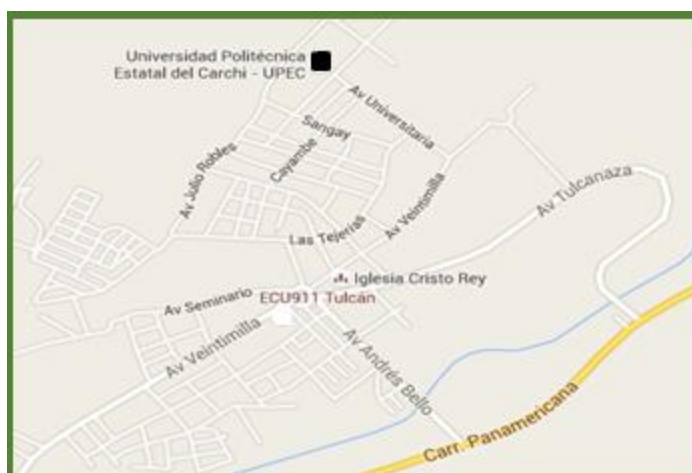 Universidad Politécnica
Estatal del Carchi - UPEC
Av Universitaria
Sangay
Cayambe
Av Julio Robles
Av Tulcanaza
Av Veintimilla
Las Tejerías
Iglesia Cristo Rey
Av Seminario
ECU911 Tulcán
Av Veintimilla
Av Andrés Bello
Carr. Panamericana